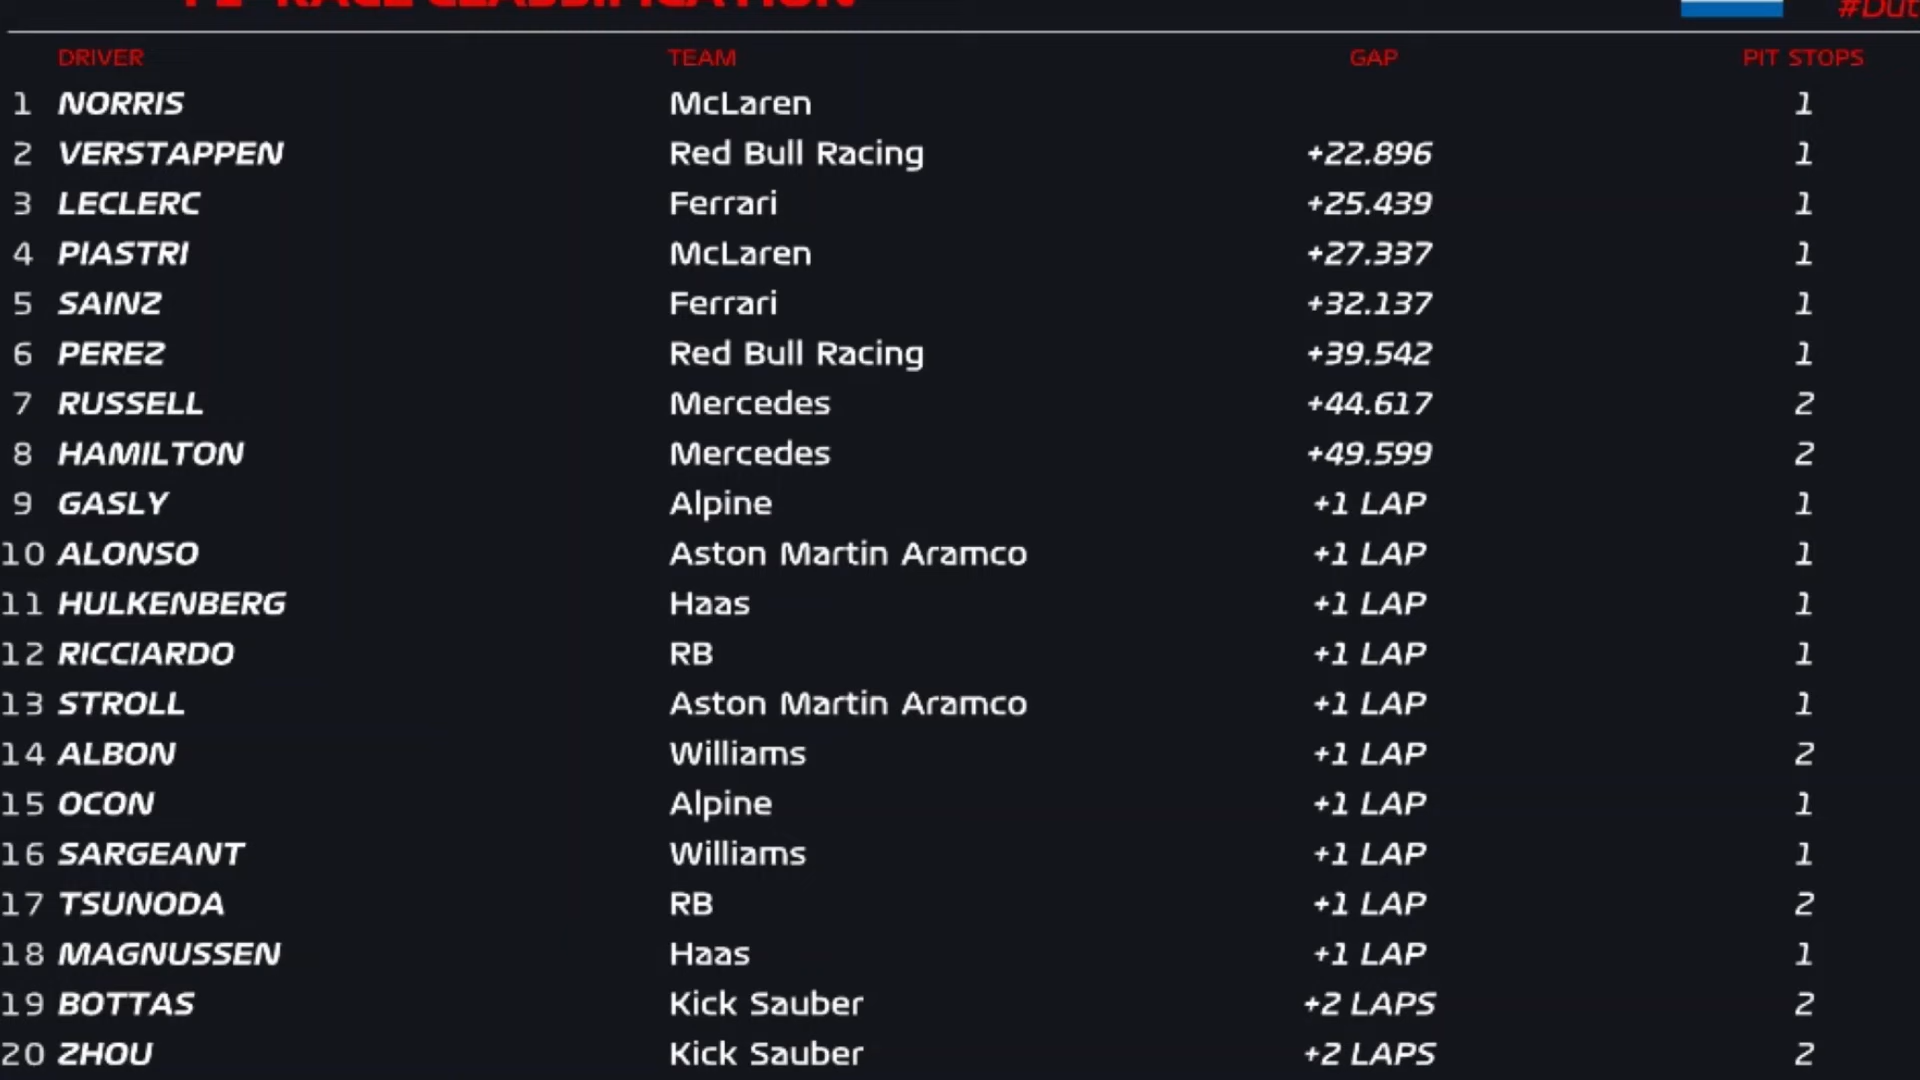 F1 RACE CLASSIFICATION #Dut
DRIVER TEAM GAP PIT STOPS
1 NORRIS McLaren 1
2 VERSTAPPEN Red Bull Racing +22.896 1
3 LECLERC Ferrari +25.439 1
4 PIASTRI McLaren +27.337 1
5 SAINZ Ferrari +32.137 1
6 PEREZ Red Bull Racing +39.542 1
7 RUSSELL Mercedes +44.617 2
8 HAMILTON Mercedes +49.599 2
9 GASLY Alpine +1 LAP 1
10 ALONSO Aston Martin Aramco +1 LAP 1
11 HULKENBERG Haas +1 LAP 1
12 RICCIARDO RB +1 LAP 1
13 STROLL Aston Martin Aramco +1 LAP 1
14 ALBON Williams +1 LAP 2
15 OCON Alpine +1 LAP 1
16 SARGEANT Williams +1 LAP 1
17 TSUNODA RB +1 LAP 2
18 MAGNUSSEN Haas +1 LAP 1
19 BOTTAS Kick Sauber +2 LAPS 2
20 ZHOU Kick Sauber +2 LAPS 2